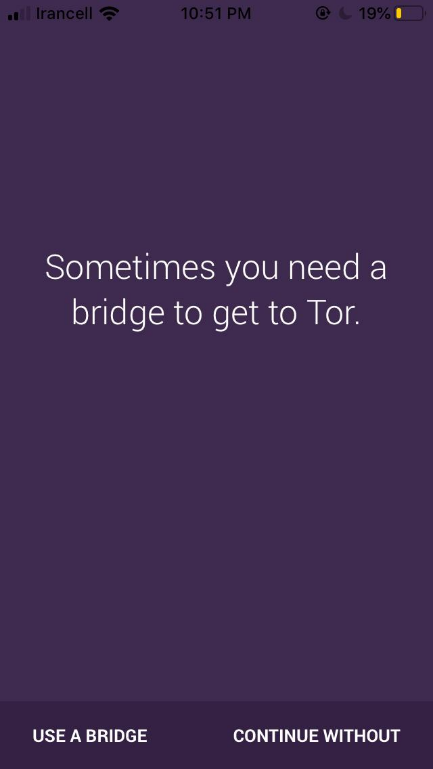 Irancell 10:51 PM 19%
Sometimes you need a
bridge to get to Tor.
USE A BRIDGE CONTINUE WITHOUT